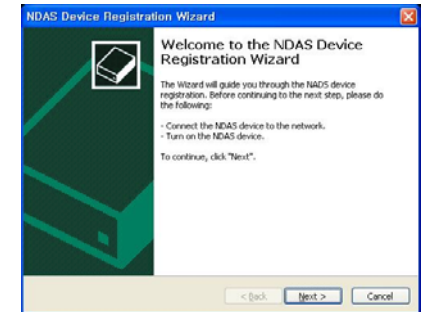 NDAS Device Registration Wizard
Welcome to the NDAS Device
Registration Wizard
The Wizard will guide you through the NADS device
registration. Before continuing to the next step, please do
the following:
- Connect the NDAS device to the network.
- Turn on the NDAS device.
To continue, click "Next".
< Back Next > Cancel